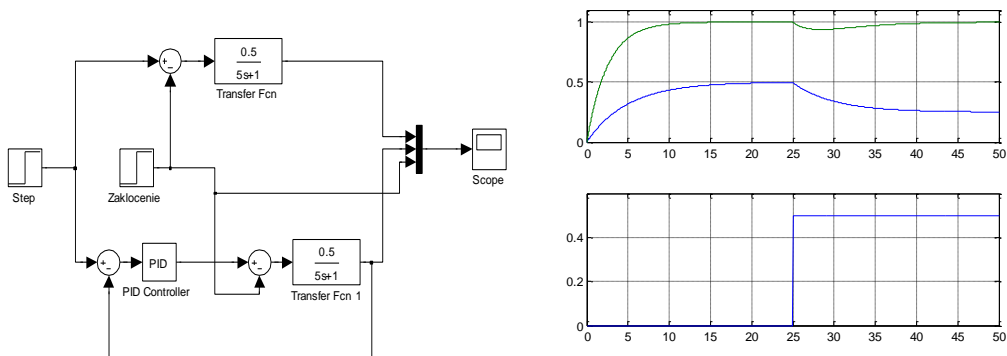 0.5
5s+1
Transfer Fcn
Step
Zaklocenie
Scope
PID
PID Controller
0.5
5s+1
Transfer Fcn 1
1
0.5
0
0 5 10 15 20 25 30 35 40 45 50
0.4
0.2
0
0 5 10 15 20 25 30 35 40 45 50